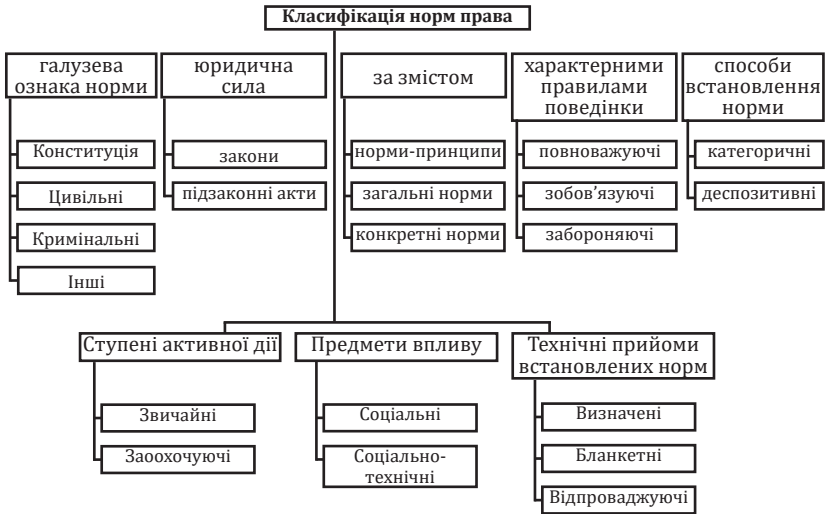 Класифікація норм права
галузева
ознака норми
Конституція
Цивільні
Кримінальні
Інші
юридична
сила
закони
підзаконні акти
за змістом
норми-принципи
загальні норми
конкретні норми
характерними
правилами
поведінки
повноважуючі
зобов’язуючі
забороняючі
способи
встановлення
норми
категоричні
деспозитивні
Ступені активної дії
Звичайні
Заоохочуючі
Предмети впливу
Соціальні
Соціально-
технічні
Технічні прийоми
встановлених норм
Визначені
Бланкетні
Відпроваджуючі